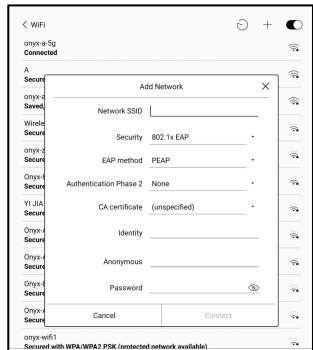 WiFi
onyx-a-5g
Connected
A
Secure
onyx-a
Saved,
Wirele
Secure
onyx-z
Secure
Onyx-E
Secure
YI JIA
Secure
Onyx-A
Secure
Onyx-A
Secure
Onyx-E
Secure
Onyx-A
Secure
onyx-wifi1
Secured with WPA/WPA2 PSK (protected network available)
Add Network
Network SSID
Security 802.1x EAP
EAP method PEAP
Authentication Phase 2 None
CA certificate (unspecified)
Identity
Anonymous
Password
Cancel Connect